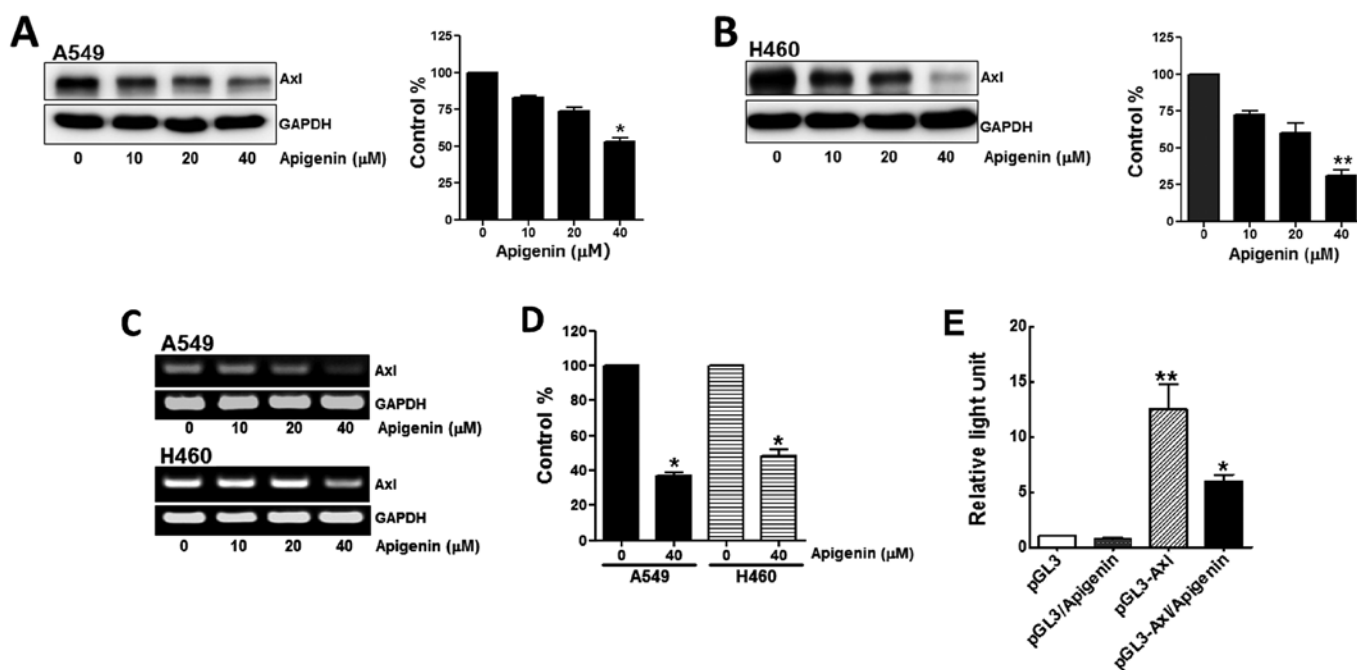 A
A549
Axl
GAPDH
0 10 20 40 Apigenin (μM)
Control %
125
100
75
50
25
0
*
0 10 20 40
Apigenin (μM)
B
H460
Axl
GAPDH
0 10 20 40 Apigenin (μM)
Control %
125
100
75
50
25
0
**
0 10 20 40
Apigenin (μM)
C
A549
Axl
GAPDH
0 10 20 40 Apigenin (μM)
H460
Axl
GAPDH
0 10 20 40 Apigenin (μM)
D
Control %
120
100
80
60
40
20
0
* *
0 40 0 40 Apigenin (μM)
A549 H460
E
Relative light Unit
20
15
10
5
0
** *
pGL3
pGL3/Apigenin
pGL3-Axl
pGL3-Axl/Apigenin